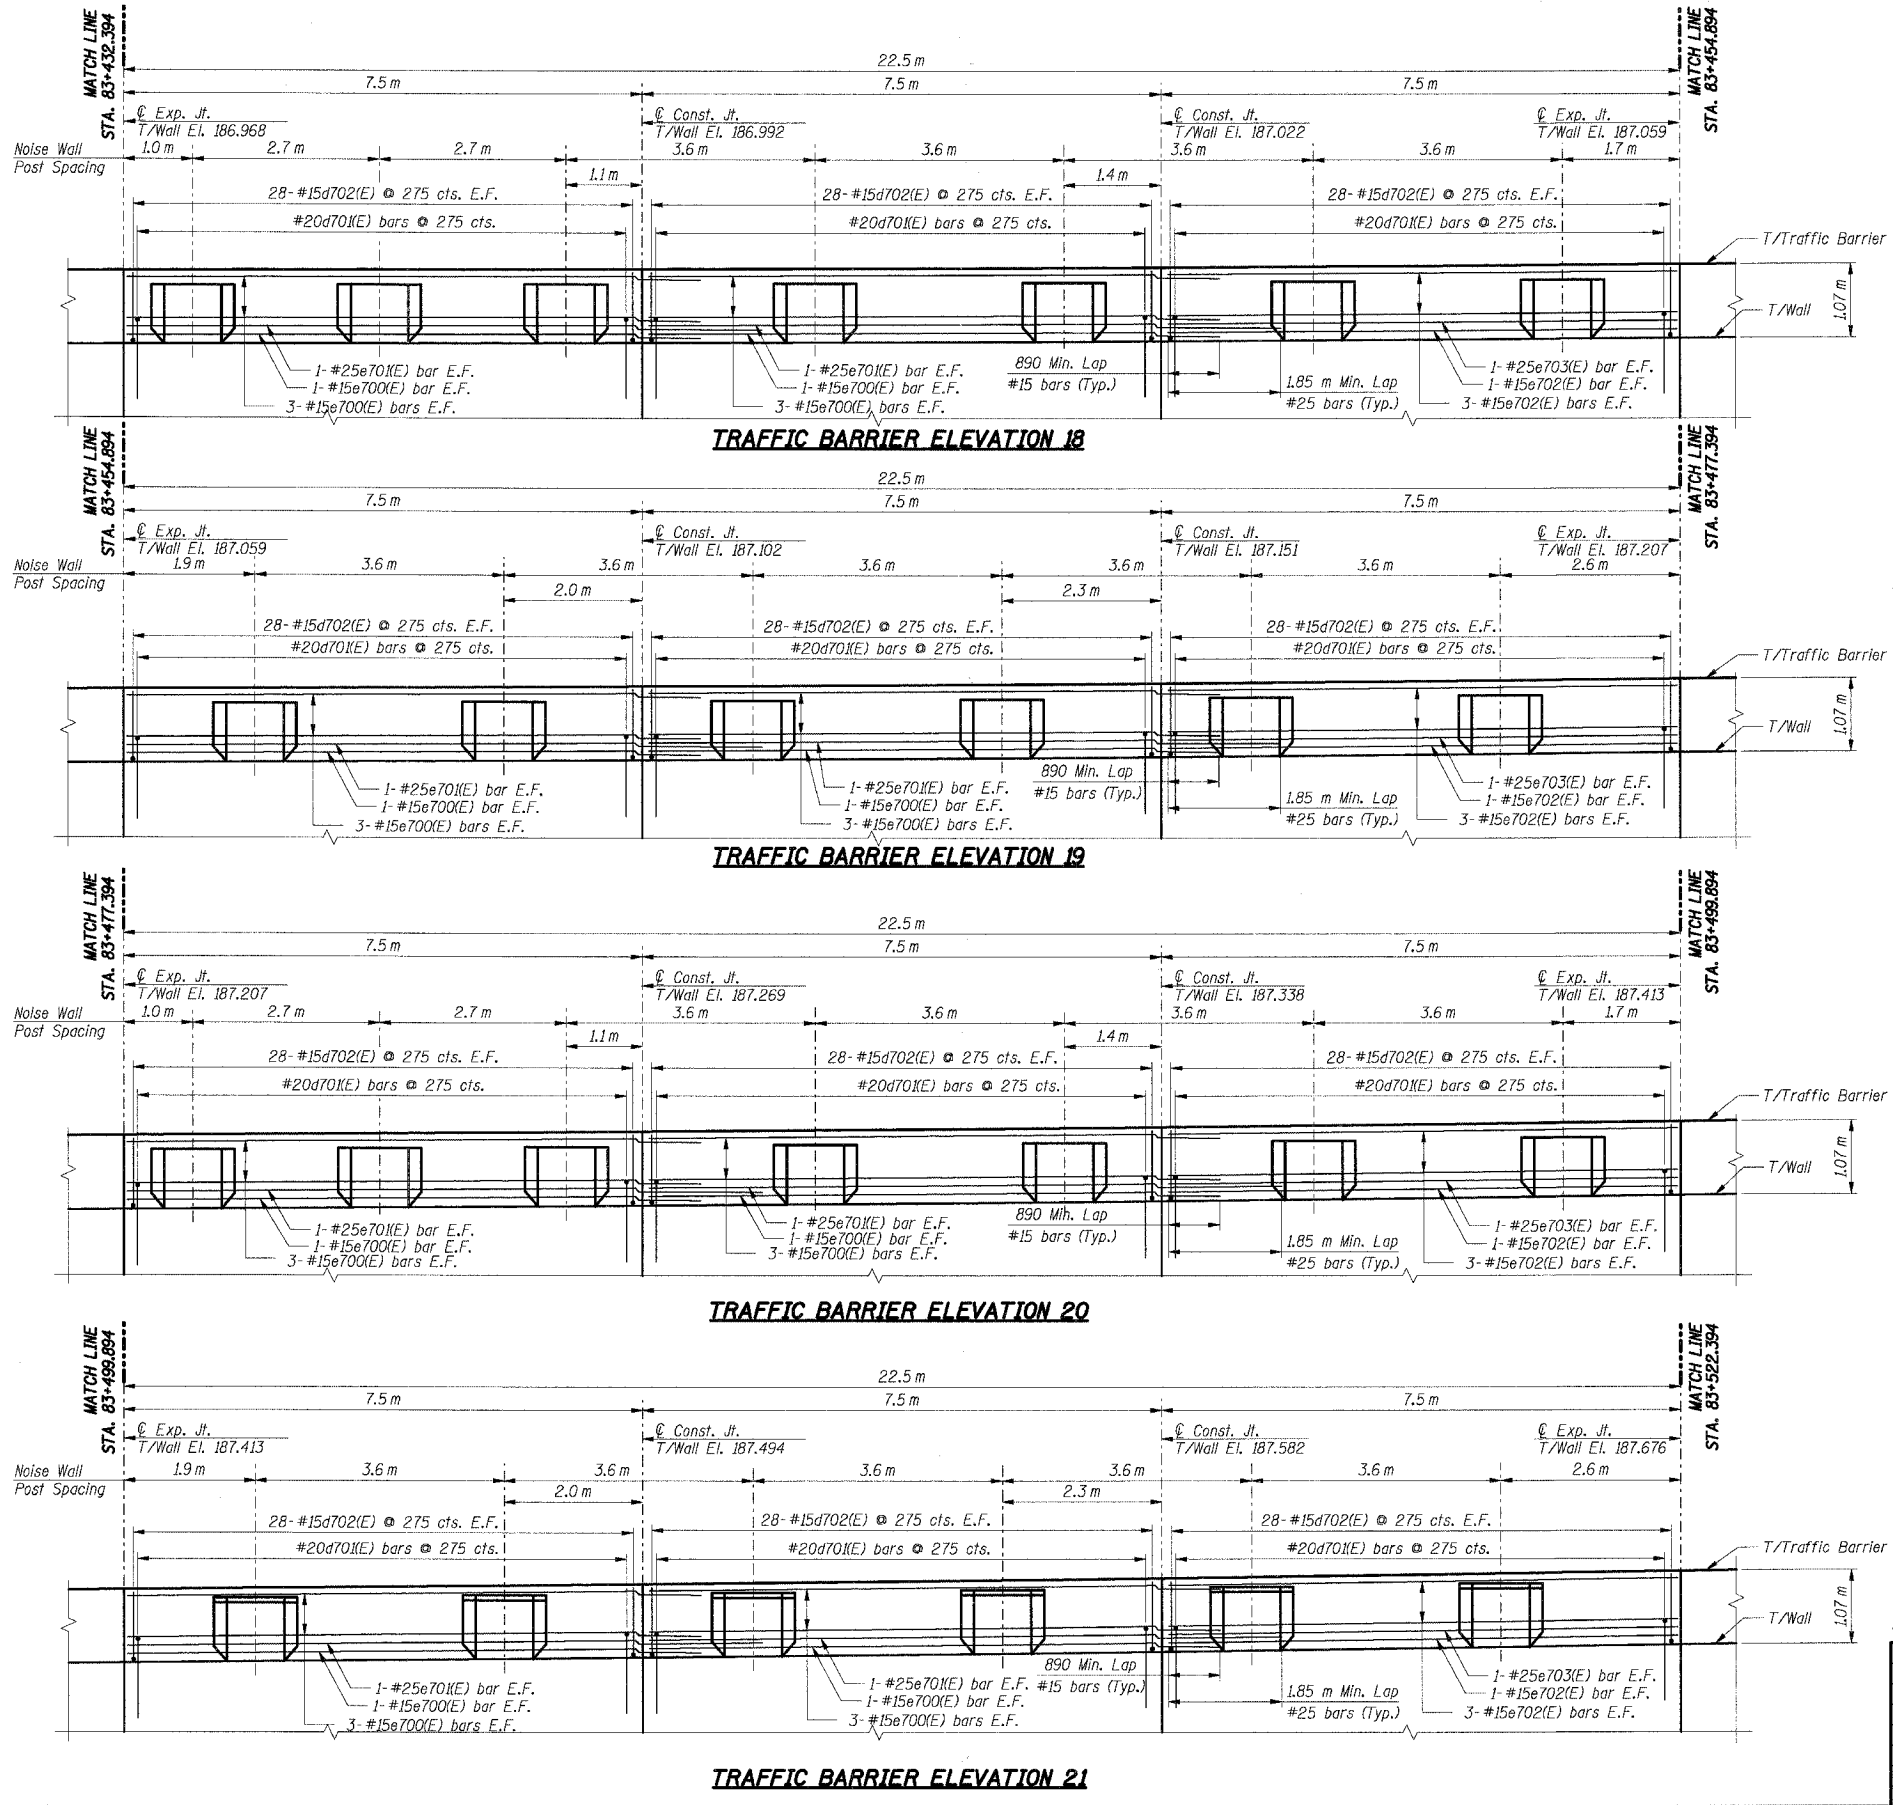 MATCH LINE
STA. 83+432.394
MATCH LINE
STA. 83+454.894
22.5 m
7.5 m 7.5 m 7.5 m
℄ Exp. Jt.
T/Wall El. 186.968
℄ Const. Jt.
T/Wall El. 186.992
℄ Const. Jt.
T/Wall El. 187.022
℄ Exp. Jt.
T/Wall El. 187.059
Noise Wall
Post Spacing
1.0 m 2.7 m 2.7 m 3.6 m 3.6 m 3.6 m 3.6 m 1.7 m
1.1 m 1.4 m
28-#15d702(E) @ 275 cts. E.F. 28-#15d702(E) @ 275 cts. E.F. 28-#15d702(E) @ 275 cts. E.F.
#20d701(E) bars @ 275 cts. #20d701(E) bars @ 275 cts. #20d701(E) bars @ 275 cts.
T/Traffic Barrier
1.07 m
T/Wall
1-#25e701(E) bar E.F.
1-#15e700(E) bar E.F.
3-#15e700(E) bars E.F.
1-#25e701(E) bar E.F.
1-#15e700(E) bar E.F.
3-#15e700(E) bars E.F.
890 Min. Lap
#15 bars (Typ.)
1.85 m Min. Lap
#25 bars (Typ.)
1-#25e703(E) bar E.F.
1-#15e702(E) bar E.F.
3-#15e702(E) bars E.F.
TRAFFIC BARRIER ELEVATION 18
MATCH LINE
STA. 83+454.894
MATCH LINE
STA. 83+477.394
22.5 m
7.5 m 7.5 m 7.5 m
℄ Exp. Jt.
T/Wall El. 187.059
℄ Const. Jt.
T/Wall El. 187.102
℄ Const. Jt.
T/Wall El. 187.151
℄ Exp. Jt.
T/Wall El. 187.207
Noise Wall
Post Spacing
1.9 m 3.6 m 3.6 m 3.6 m 3.6 m 3.6 m 2.6 m
2.0 m 2.3 m
28-#15d702(E) @ 275 cts. E.F. 28-#15d702(E) @ 275 cts. E.F. 28-#15d702(E) @ 275 cts. E.F.
#20d701(E) bars @ 275 cts. #20d701(E) bars @ 275 cts. #20d701(E) bars @ 275 cts.
T/Traffic Barrier
1.07 m
T/Wall
1-#25e701(E) bar E.F.
1-#15e700(E) bar E.F.
3-#15e700(E) bars E.F.
1-#25e701(E) bar E.F.
1-#15e700(E) bar E.F.
3-#15e700(E) bars E.F.
890 Min. Lap
#15 bars (Typ.)
1.85 m Min. Lap
#25 bars (Typ.)
1-#25e703(E) bar E.F.
1-#15e702(E) bar E.F.
3-#15e702(E) bars E.F.
TRAFFIC BARRIER ELEVATION 19
MATCH LINE
STA. 83+477.394
MATCH LINE
STA. 83+499.894
22.5 m
7.5 m 7.5 m 7.5 m
℄ Exp. Jt.
T/Wall El. 187.207
℄ Const. Jt.
T/Wall El. 187.269
℄ Const. Jt.
T/Wall El. 187.338
℄ Exp. Jt.
T/Wall El. 187.413
Noise Wall
Post Spacing
1.0 m 2.7 m 2.7 m 3.6 m 3.6 m 3.6 m 3.6 m 1.7 m
1.1 m 1.4 m
28-#15d702(E) @ 275 cts. E.F. 28-#15d702(E) @ 275 cts. E.F. 28-#15d702(E) @ 275 cts. E.F.
#20d701(E) bars @ 275 cts. #20d701(E) bars @ 275 cts. #20d701(E) bars @ 275 cts.
T/Traffic Barrier
1.07 m
T/Wall
1-#25e701(E) bar E.F.
1-#15e700(E) bar E.F.
3-#15e700(E) bars E.F.
1-#25e701(E) bar E.F.
1-#15e700(E) bar E.F.
3-#15e700(E) bars E.F.
890 Min. Lap
#15 bars (Typ.)
1.85 m Min. Lap
#25 bars (Typ.)
1-#25e703(E) bar E.F.
1-#15e702(E) bar E.F.
3-#15e702(E) bars E.F.
TRAFFIC BARRIER ELEVATION 20
MATCH LINE
STA. 83+499.894
MATCH LINE
STA. 83+522.394
22.5 m
7.5 m 7.5 m 7.5 m
℄ Exp. Jt.
T/Wall El. 187.413
℄ Const. Jt.
T/Wall El. 187.494
℄ Const. Jt.
T/Wall El. 187.582
℄ Exp. Jt.
T/Wall El. 187.676
Noise Wall
Post Spacing
1.9 m 3.6 m 3.6 m 3.6 m 3.6 m 3.6 m 2.6 m
2.0 m 2.3 m
28-#15d702(E) @ 275 cts. E.F. 28-#15d702(E) @ 275 cts. E.F. 28-#15d702(E) @ 275 cts. E.F.
#20d701(E) bars @ 275 cts. #20d701(E) bars @ 275 cts. #20d701(E) bars @ 275 cts.
T/Traffic Barrier
1.07 m
T/Wall
1-#25e701(E) bar E.F.
1-#15e700(E) bar E.F.
3-#15e700(E) bars E.F.
1-#25e701(E) bar E.F.
1-#15e700(E) bar E.F.
3-#15e700(E) bars E.F.
890 Min. Lap
#15 bars (Typ.)
1.85 m Min. Lap
#25 bars (Typ.)
1-#25e703(E) bar E.F.
1-#15e702(E) bar E.F.
3-#15e702(E) bars E.F.
TRAFFIC BARRIER ELEVATION 21